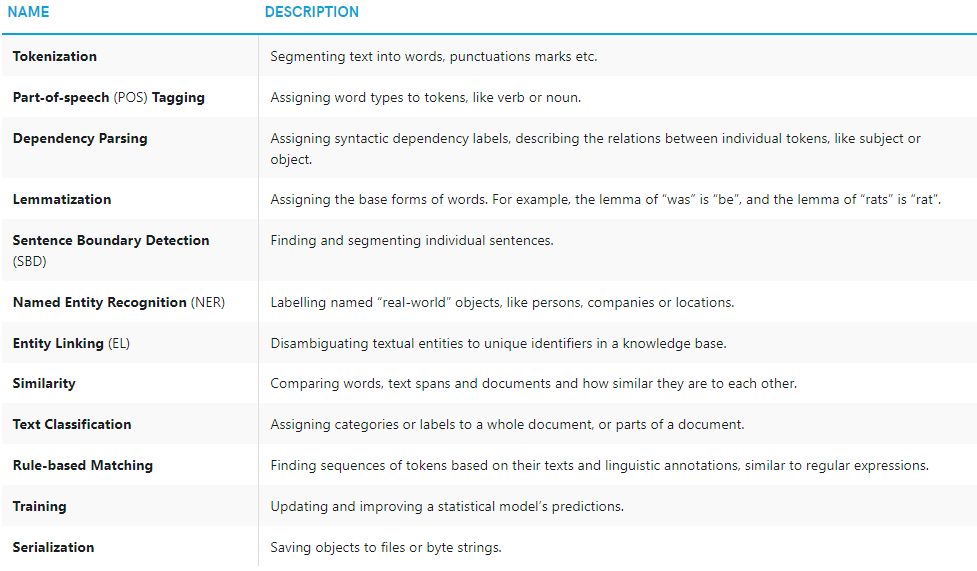 NAME DESCRIPTION
Tokenization Segmenting text into words, punctuations marks etc.
Part-of-speech (POS) Tagging Assigning word types to tokens, like verb or noun.
Dependency Parsing Assigning syntactic dependency labels, describing the relations between individual tokens, like subject or
object.
Lemmatization Assigning the base forms of words. For example, the lemma of “was” is “be”, and the lemma of “rats” is “rat”.
Sentence Boundary Detection Finding and segmenting individual sentences.
(SBD)
Named Entity Recognition (NER) Labelling named “real-world” objects, like persons, companies or locations.
Entity Linking (EL) Disambiguating textual entities to unique identifiers in a knowledge base.
Similarity Comparing words, text spans and documents and how similar they are to each other.
Text Classification Assigning categories or labels to a whole document, or parts of a document.
Rule-based Matching Finding sequences of tokens based on their texts and linguistic annotations, similar to regular expressions.
Training Updating and improving a statistical model’s predictions.
Serialization Saving objects to files or byte strings.